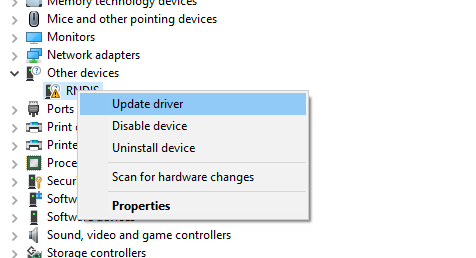 Memory technology devices
Mice and other pointing devices
Monitors
Network adapters
Other devices
RNDIS
Update driver
Ports
Disable device
Print
Uninstall device
Printe
Proce
Scan for hardware changes
Secur
Softw
Properties
Software devices
Sound, video and game controllers
Storage controllers